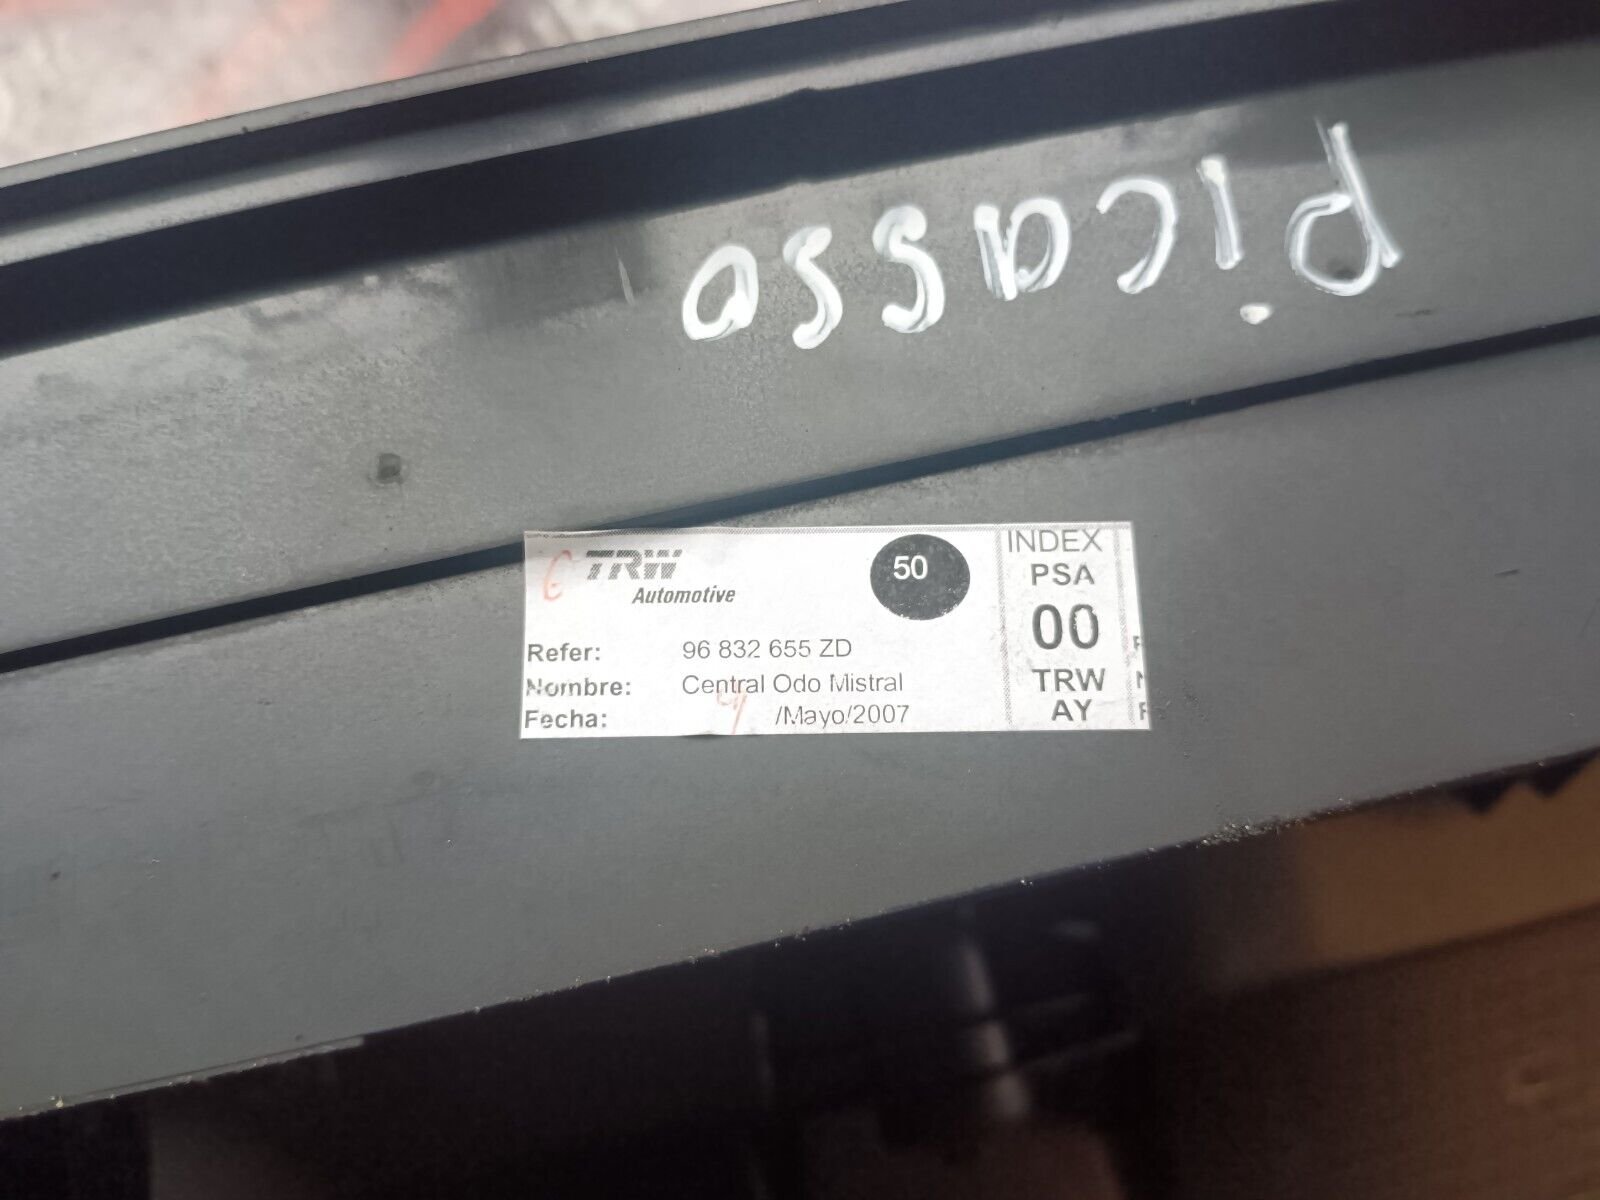 Picasso
TRW
Automotive
50
Refer: 96 832 655 ZD
Nombre: Central Odo Mistral
Fecha: /Mayo/2007
INDEX
PSA
00
TRW
AY